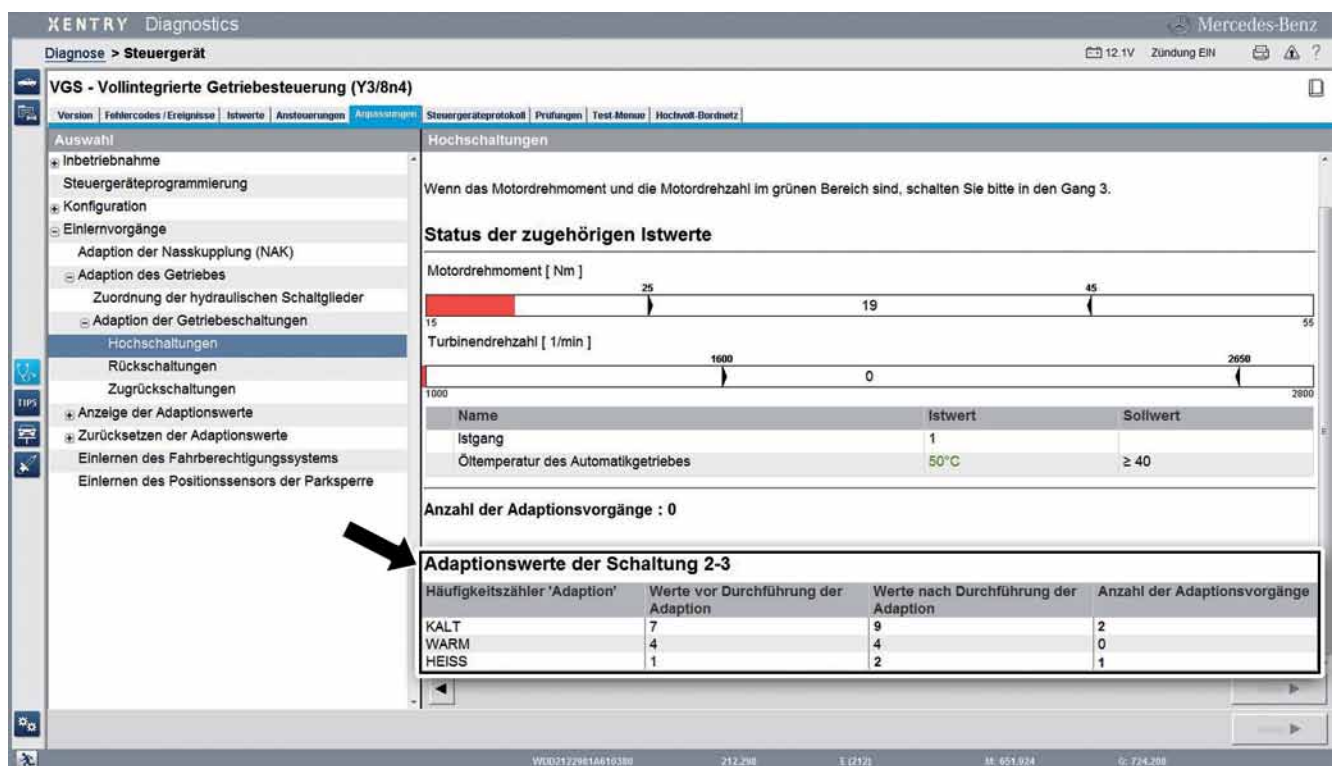 XENTRY Diagnostics
Mercedes-Benz
Diagnose > Steuergerät
12.1V Zündung EIN ?
VGS - Vollintegrierte Getriebesteuerung (Y3/8n4)
Version Fehlercodes / Ereignisse Istwerte Ansteuerungen Anpassungen Steuergeräteprotokoll Prüfungen Test-Menue Hochvolt-Bordnetz
Auswahl
Inbetriebnahme
Steuergeräteprogrammierung
Konfiguration
Einlernvorgänge
Adaption der Nasskupplung (NAK)
Adaption des Getriebes
Zuordnung der hydraulischen Schaltglieder
Adaption der Getriebeschaltungen
Hochschaltungen
Rückschaltungen
Zugrückschaltungen
Anzeige der Adaptionswerte
Zurücksetzen der Adaptionswerte
Einlernen des Fahrberechtigungssystems
Einlernen des Positionssensors der Parksperre
TIPS
Hochschaltungen
Wenn das Motordrehmoment und die Motordrehzahl im grünen Bereich sind, schalten Sie bitte in den Gang 3.
Status der zugehörigen Istwerte
Motordrehmoment [ Nm ]
25 45
19
15 55
Turbinendrehzahl [ 1/min ]
1600 2650
0
1000 2800
Name Istwert Sollwert
Istgang 1
Öltemperatur des Automatikgetriebes 50°C ≥ 40
Anzahl der Adaptionsvorgänge : 0
Adaptionswerte der Schaltung 2-3
Häufigkeitszähler 'Adaption' Werte vor Durchführung der Adaption Werte nach Durchführung der Adaption Anzahl der Adaptionsvorgänge
KALT 7 9 2
WARM 4 4 0
HEISS 1 2 1
WDD2122981A610380 212.298 E (212) M: 651.924 G: 724.208